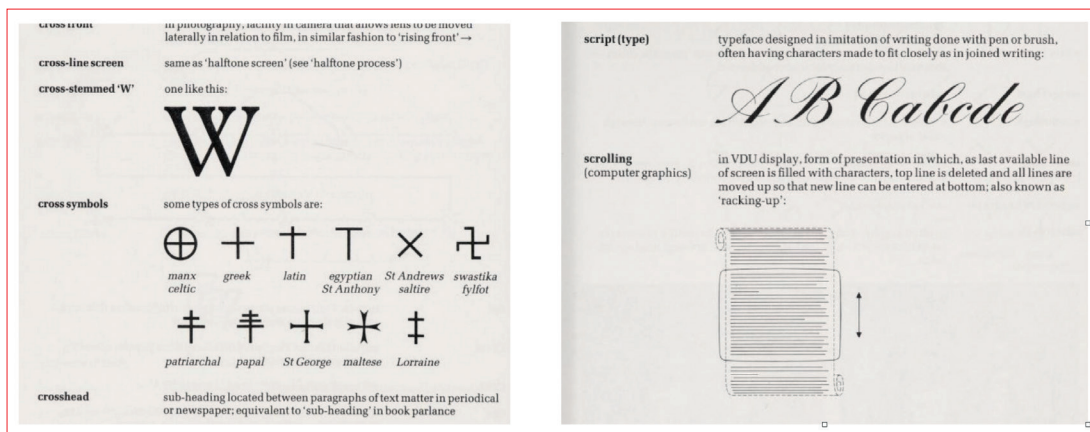 cross front in photography, facility in camera that allows lens to be moved
laterally in relation to film, in similar fashion to 'rising front' →
cross-line screen same as 'halftone screen' (see 'halftone process')
cross-stemmed 'W' one like this:
W
cross symbols some types of cross symbols are:
manx greek latin egyptian St Andrews swastika
celtic St Anthony saltire fylfot
patriarchal papal St George maltese Lorraine
crosshead sub-heading located between paragraphs of text matter in periodical
or newspaper; equivalent to 'sub-heading' in book parlance
script (type) typeface designed in imitation of writing done with pen or brush,
often having characters made to fit closely as in joined writing:
A B C a b c d e
scrolling in VDU display, form of presentation in which, as last available line
(computer graphics) of screen is filled with characters, top line is deleted and all lines are
moved up so that new line can be entered at bottom; also known as
'racking-up':